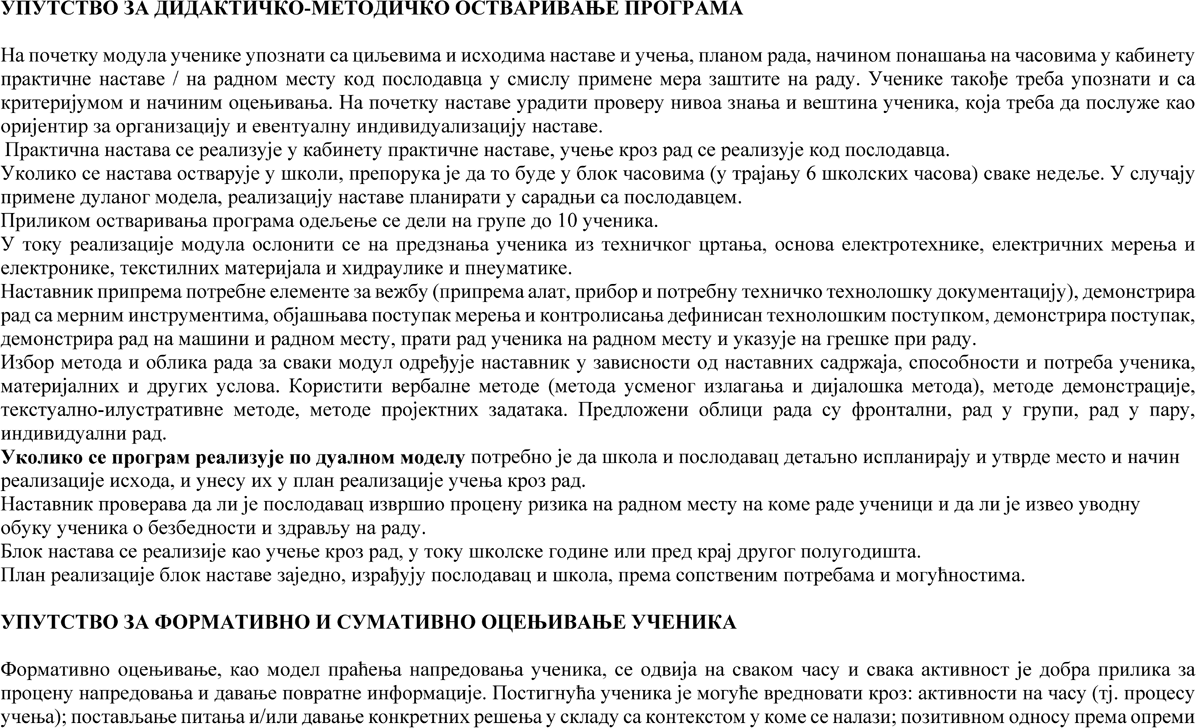 УПУТСТВО ЗА ДИДАКТИЧКО-МЕТОДИЧКО ОСТВАРИВАЊЕ ПРОГРАМА
На почетку модула ученике упознати са циљевима и исходима наставе и учења, планом рада, начином понашања на часовима у кабинету
практичне наставе / на радном месту код послодавца у смислу примене мера заштите на раду. Ученике такође треба упознати и са
критеријумом и начиним оцењивања. На почетку наставе урадити проверу нивоа знања и вештина ученика, која треба да послуже као
оријентир за организацију и евентуалну индивидуализацију наставе.
Практична настава се реализује у кабинету практичне наставе, учење кроз рад се реализује код послодавца.
Уколико се настава остварује у школи, препорука је да то буде у блок часовима (у трајању 6 школских часова) сваке недеље. У случају
примене дуланог модела, реализацију наставе планирати у сарадњи са послодавцем.
Приликом остваривања програма одељење се дели на групе до 10 ученика.
У току реализације модула ослонити се на предзнања ученика из техничког цртања, основа електротехнике, електричних мерења и
електронике, текстилних материјала и хидраулике и пнеуматике.
Наставник припрема потребне елементе за вежбу (припрема алат, прибор и потребну техничко технолошку документацију), демонстрира
рад са мерним инструментима, објашњава поступак мерења и контролисања дефинисан технолошким поступком, демонстрира поступак,
демонстрира рад на машини и радном месту, прати рад ученика на радном месту и указује на грешке при раду.
Избор метода и облика рада за сваки модул одређује наставник у зависности од наставних садржаја, способности и потреба ученика,
материјалних и других услова. Користити вербалне методе (метода усменог излагања и дијалошка метода), методе демонстрације,
текстуално-илустративне методе, методе пројектних задатака. Предложени облици рада су фронтални, рад у групи, рад у пару,
индивидуални рад.
Уколико се програм реализује по дуалном моделу потребно је да школа и послодавац детаљно испланирају и утврде место и начин
реализације исхода, и унесу их у план реализације учења кроз рад.
Наставник проверава да ли је послодавац извршио процену ризика на радном месту на коме раде ученици и да ли је извео уводну
обуку ученика о безбедности и здрављу на раду.
Блок настава се реализије као учење кроз рад, у току школске године или пред крај другог полугодишта.
План реализације блок наставе заједно, израђују послодавац и школа, према сопственим потребама и могућностима.
УПУТСТВО ЗА ФОРМАТИВНО И СУМАТИВНО ОЦЕЊИВАЊЕ УЧЕНИКА
Формативно оцењивање, као модел праћења напредовања ученика, се одвија на сваком часу и свака активност је добра прилика за
процену напредовања и давање повратне информације. Постигнућа ученика је могуће вредновати кроз: активности на часу (тј. процесу
учења); постављање питања и/или давање конкретних решења у складу са контекстом у коме се налази; позитивном односу према опреми